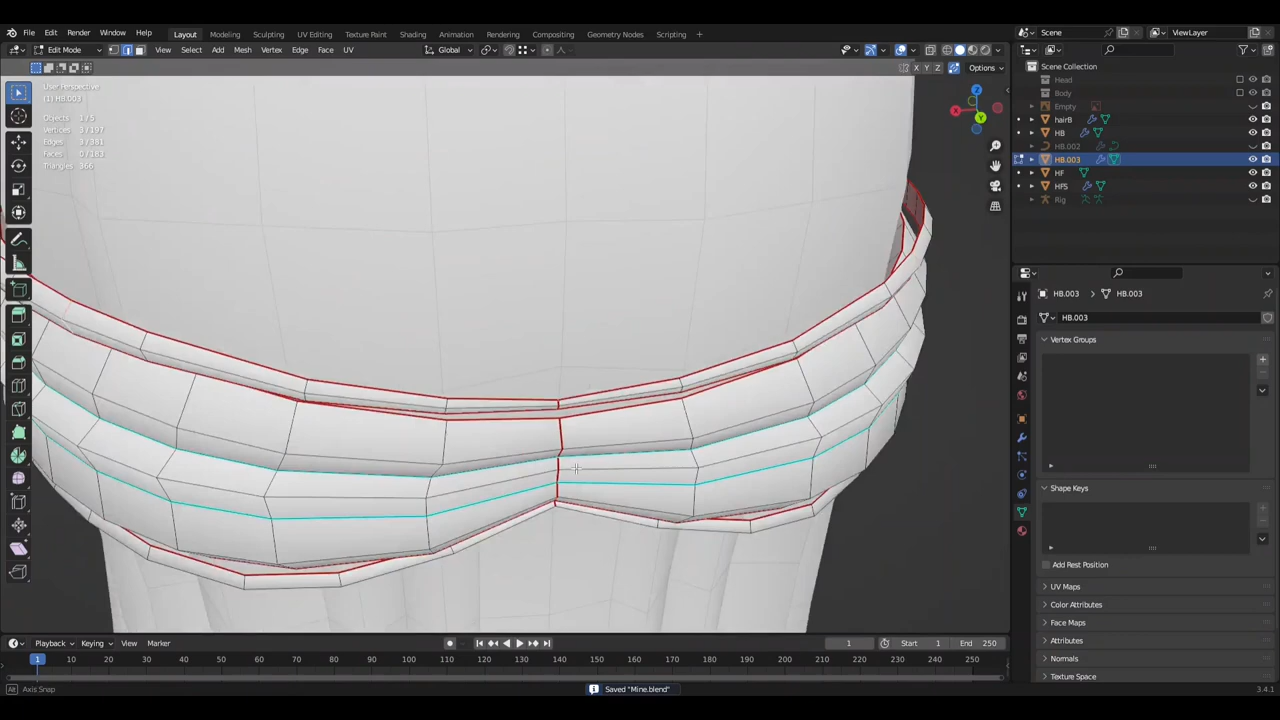 File Edit Render Window Help Layout Modeling Sculpting UV Editing Texture Paint Shading Animation Rendering Compositing Geometry Nodes Scripting Scene ViewLayer
Edit Mode View Select Add Mesh Vertex Edge Face UV Global
X Y Z Options
User Perspective
(1) HB.003
Objects 1/5
Vertices 3/197
Edges 3/381
Faces 0/183
Triangles 366
Z
X
Y
Scene Collection
Head
Body
Empty
hairB
HB
HB.002
HB.003
HF
HFS
Rig
HB.003 HB.003
HB.003
Vertex Groups
Shape Keys
Add Rest Position
UV Maps
Color Attributes
Face Maps
Attributes
Normals
Texture Space
Playback Keying View Marker 1 Start 1 End 250
1 10 20 30 40 50 60 70 80 90 100 110 120 130 140 150 160 170 180 190 200 210 220 230 240 250
Alt Axis Snap Saved "Mine.blend" 3.4.1